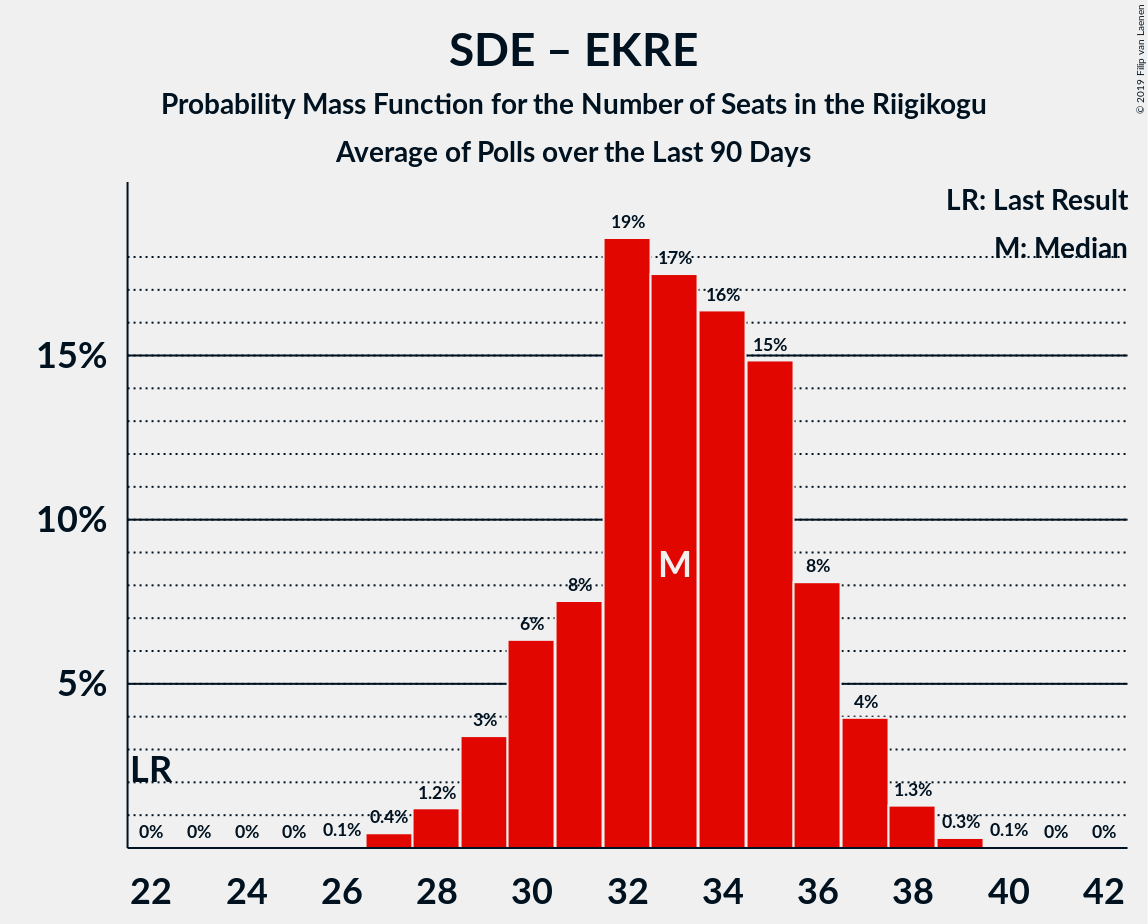 SDE – EKRE
Probability Mass Function for the Number of Seats in the Riigikogu
Average of Polls over the Last 90 Days
© 2019 Filip van Laenen
LR: Last Result
M: Median
15%
10%
5%
LR
M
0% 0% 0% 0% 0.1% 0.4% 1.2% 3% 6% 8% 19% 17% 16% 15% 8% 4% 1.3% 0.3% 0.1% 0% 0%
22 24 26 28 30 32 34 36 38 40 42